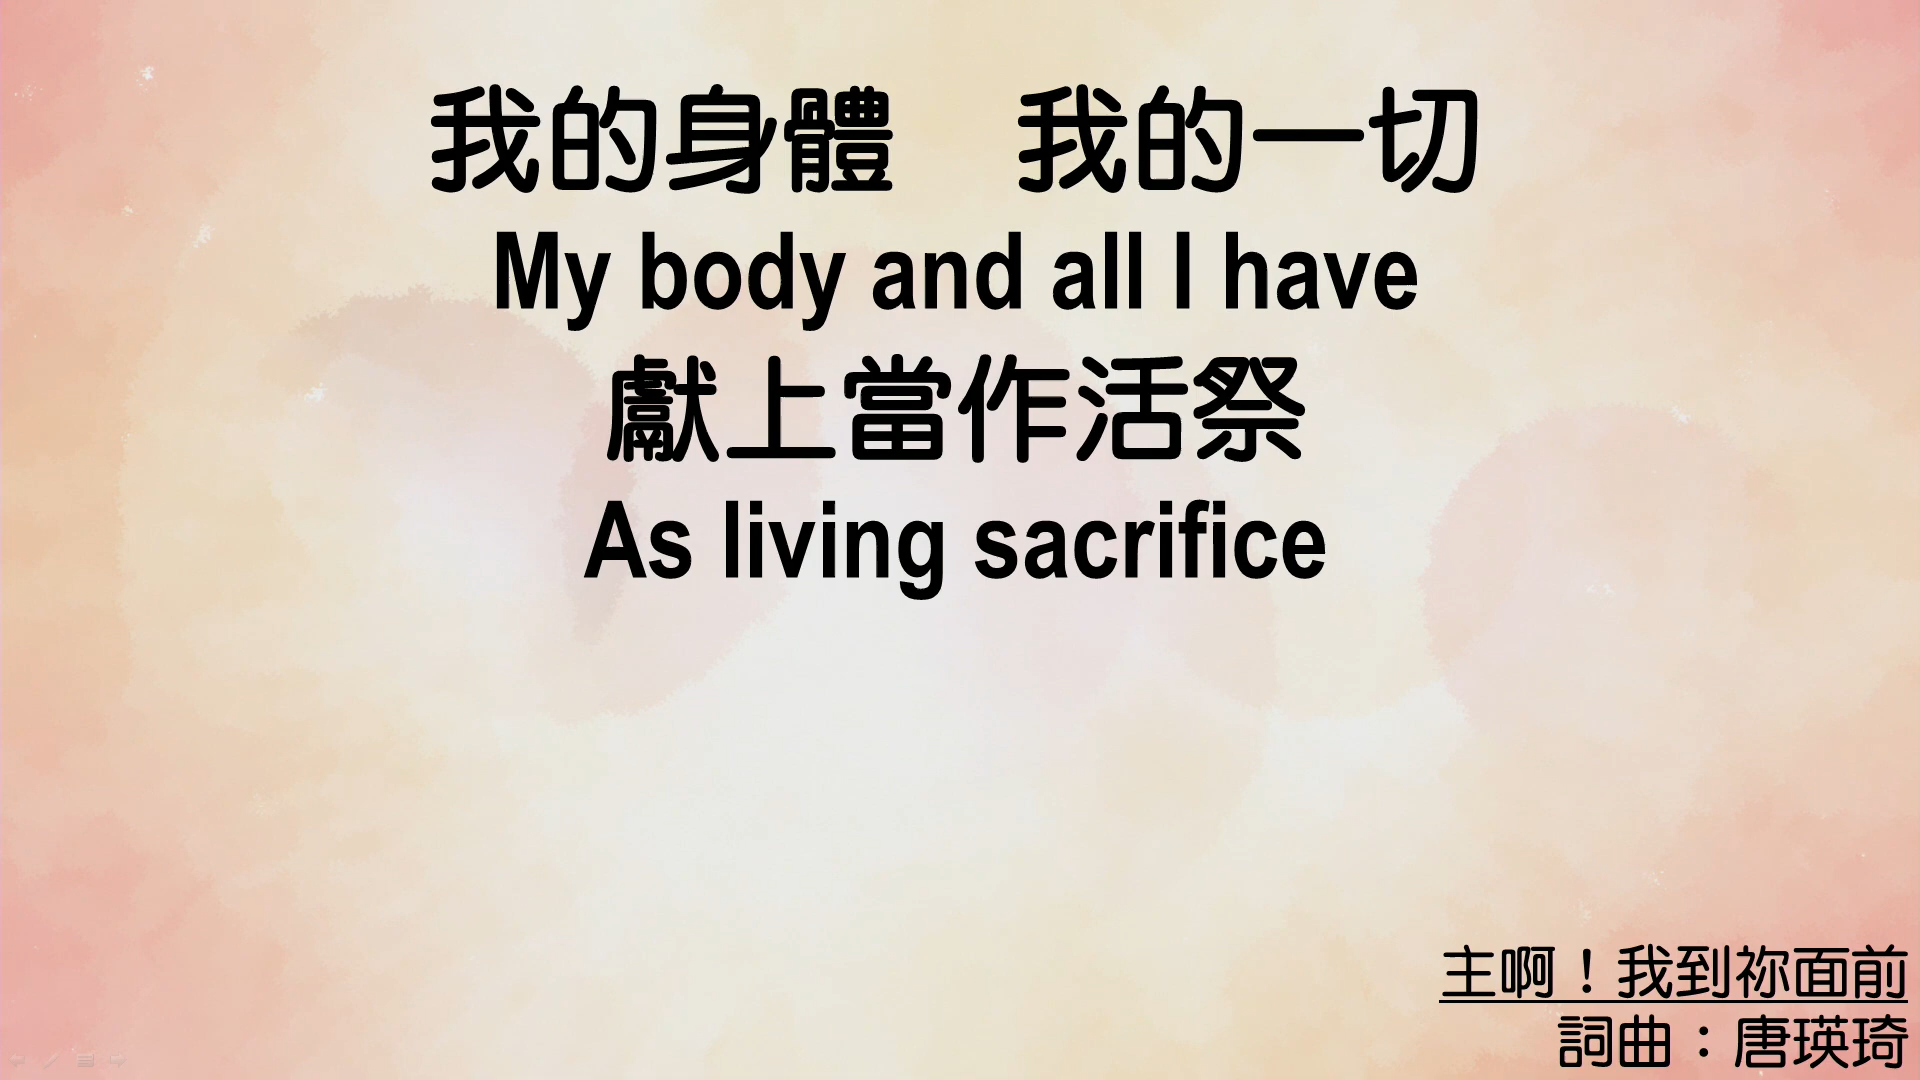 我的身體　我的一切
My body and all I have
獻上當作活祭
As living sacrifice
主啊！我到祢面前
詞曲：唐瑛琦